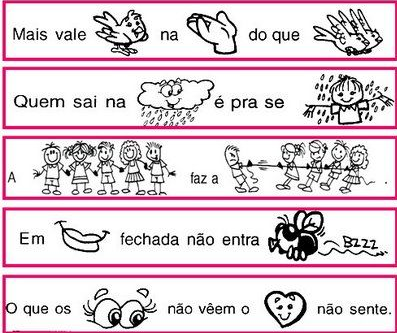 Mais vale na do que
Quem sai na é pra se
A faz a .
Em fechada não entra BZZZ
O que os não vêem o não sente.